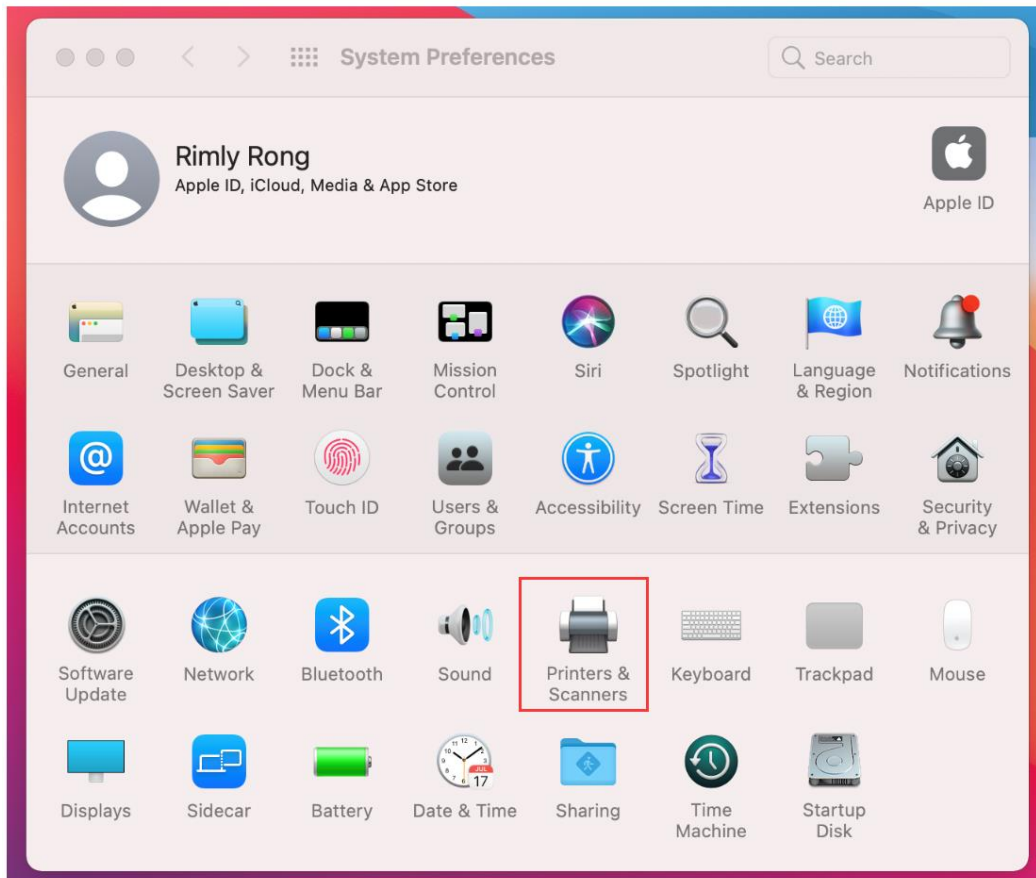 System Preferences
Search
Rimly Rong
Apple ID, iCloud, Media & App Store
Apple ID
General
Desktop &
Screen Saver
Dock &
Menu Bar
Mission
Control
Siri
Spotlight
Language
& Region
Notifications
Internet
Accounts
Wallet &
Apple Pay
Touch ID
Users &
Groups
Accessibility
Screen Time
Extensions
Security
& Privacy
Software
Update
Network
Bluetooth
Sound
Printers &
Scanners
Keyboard
Trackpad
Mouse
Displays
Sidecar
Battery
JUL
17
Date & Time
Sharing
Time
Machine
Startup
Disk